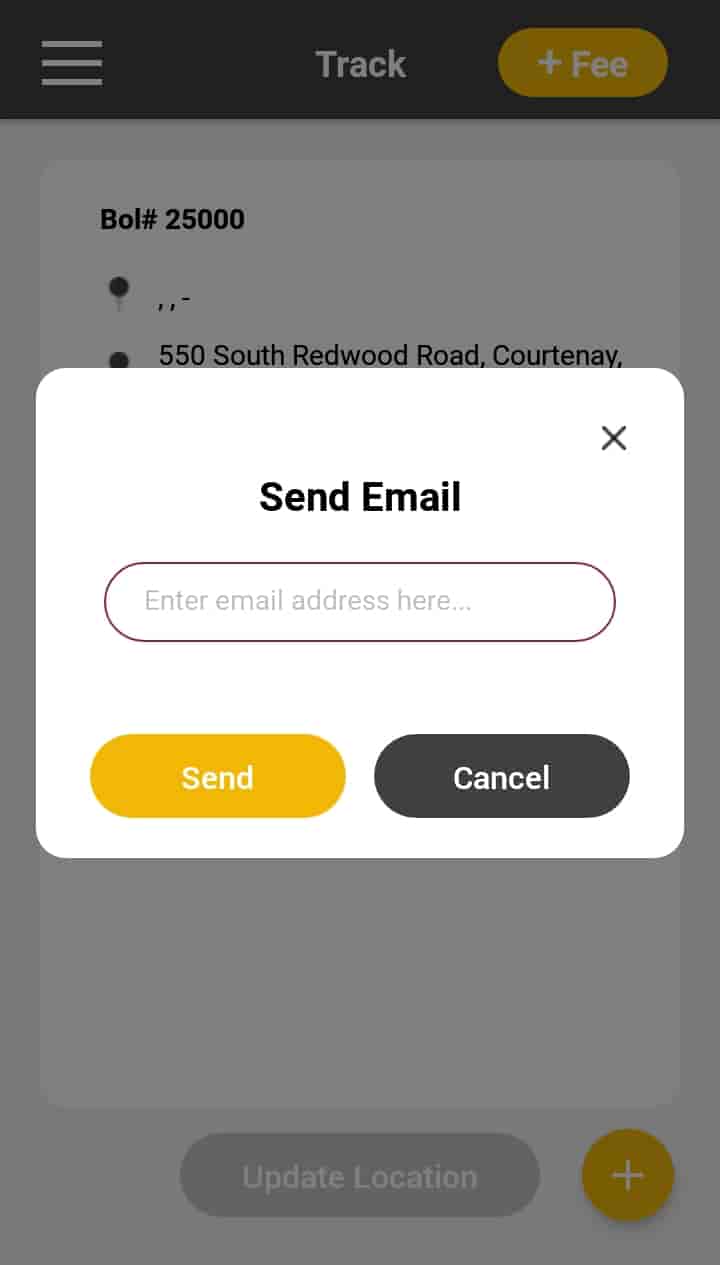 Track
+ Fee
Bol# 25000
, , -
550 South Redwood Road, Courtenay,
Send Email
Enter email address here...
Send
Cancel
Update Location
+